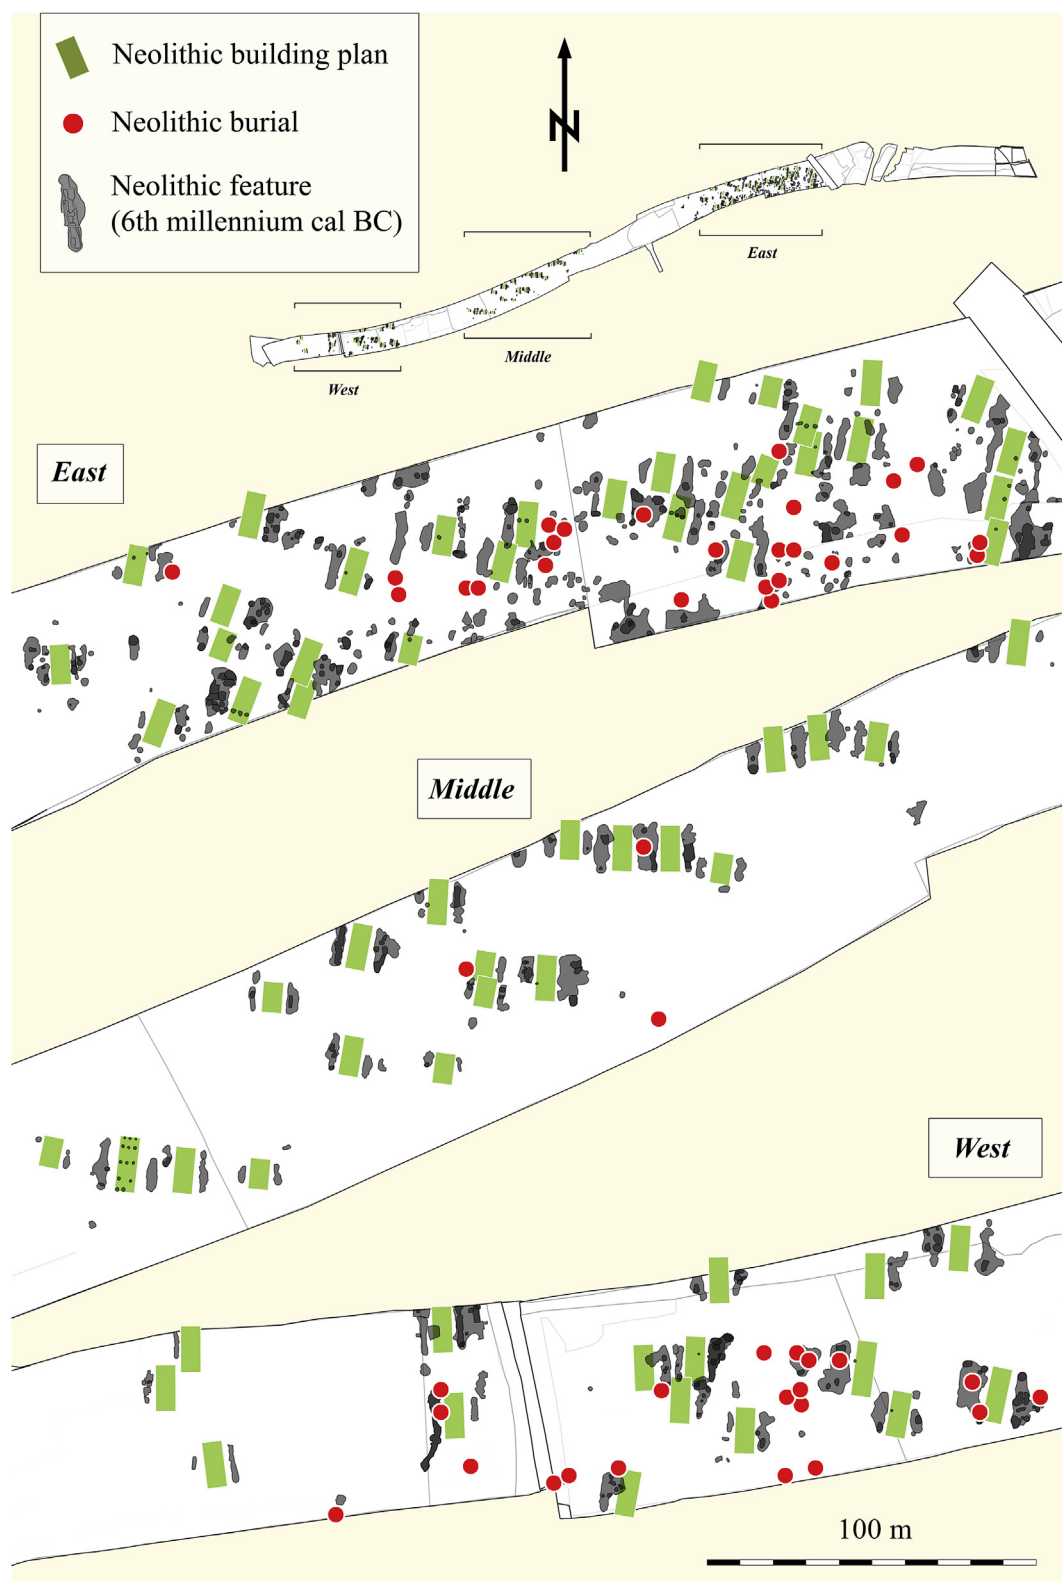 Neolithic building plan
Neolithic burial
Neolithic feature
(6th millennium cal BC)
N
East
Middle
West
East
Middle
West
100 m